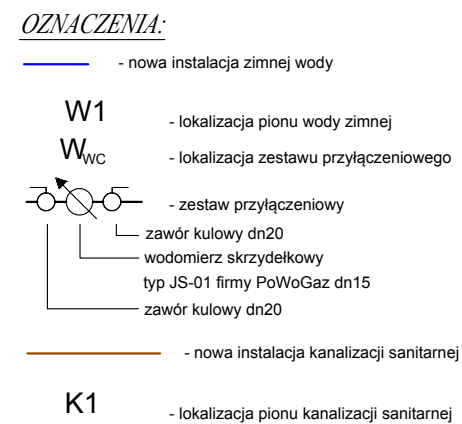 OZNACZENIA:
- nowa instalacja zimnej wody
W1 - lokalizacja pionu wody zimnej
WWC - lokalizacja zestawu przyłączeniowego
- zestaw przyłączeniowy
zawór kulowy dn20
wodomierz skrzydełkowy
typ JS-01 firmy PoWoGaz dn15
zawór kulowy dn20
- nowa instalacja kanalizacji sanitarnej
K1 - lokalizacja pionu kanalizacji sanitarnej